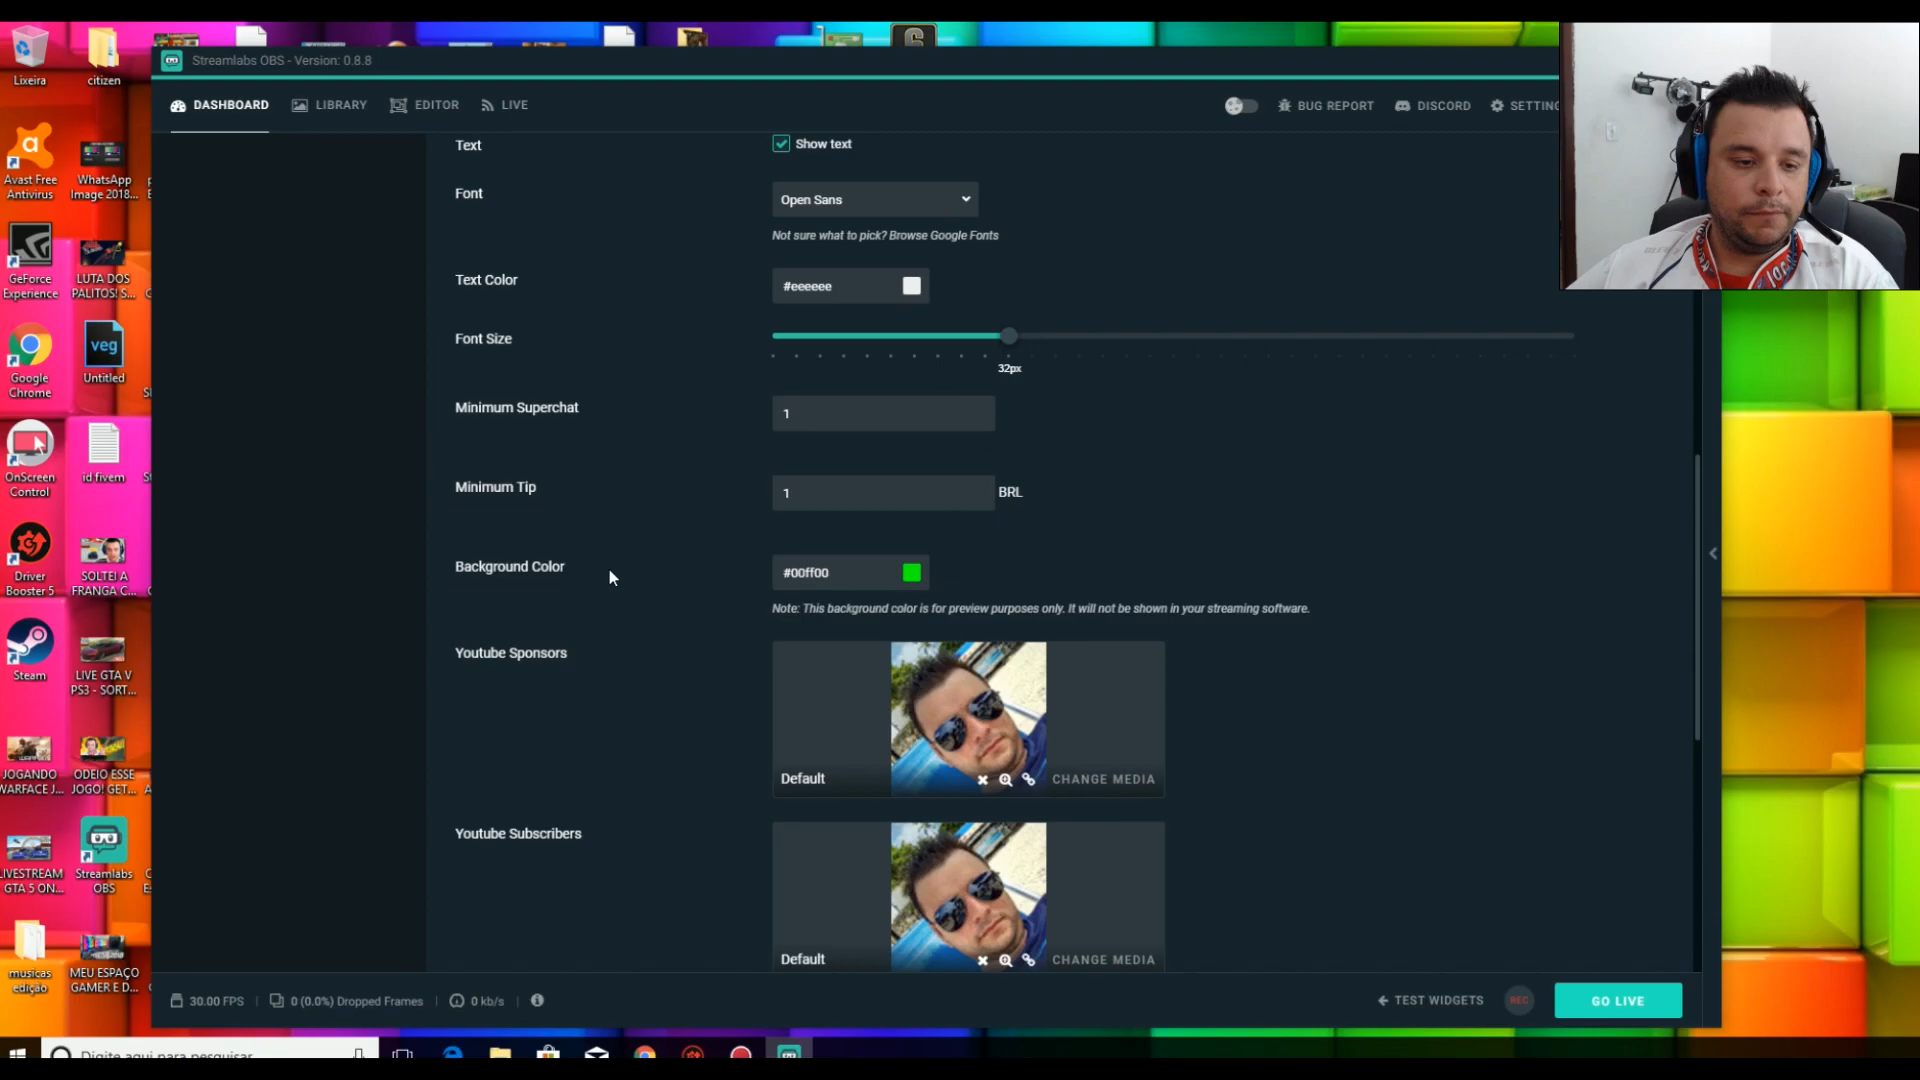 Streamlabs OBS - Version: 0.8.8
DASHBOARD
LIBRARY
EDITOR
LIVE
BUG REPORT
DISCORD
SETTING
Text
Show text
Font
Open Sans
Not sure what to pick? Browse Google Fonts
Text Color
#eeeeee
Font Size
32px
Minimum Superchat
1
Minimum Tip
1
BRL
Background Color
#00ff00
Note: This background color is for preview purposes only. It will not be shown in your streaming software.
Youtube Sponsors
Default
CHANGE MEDIA
Youtube Subscribers
Default
CHANGE MEDIA
30.00 FPS
0 (0.0%) Dropped Frames
0 kb/s
TEST WIDGETS
REC
GO LIVE
Lixeira
citizen
Avast Free
Antivirus
WhatsApp
Image 2018...
GeForce
Experience
LUTA DOS
PALITOS! S...
Google
Chrome
veg
Untitled
OnScreen
Control
id fivem
Driver
Booster 5
SOLTEI A
FRANGA C...
Steam
LIVE GTA V
PS3 - SORT...
JOGANDO
WARFACE J...
ODEIO ESSE
JOGO! GET...
LIVESTREAM
GTA 5 ON...
Streamlabs
OBS
musicas
edição
MEU ESPAÇO
GAMER E D...
Digite aqui para pesquisar